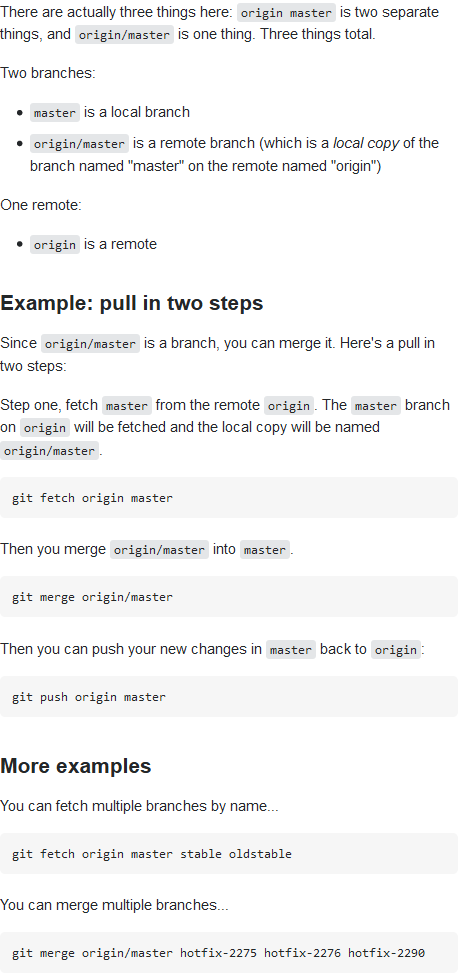 There are actually three things here: origin master is two separate
things, and origin/master is one thing. Three things total.
Two branches:
• master is a local branch
• origin/master is a remote branch (which is a local copy of the
branch named "master" on the remote named "origin")
One remote:
• origin is a remote
Example: pull in two steps
Since origin/master is a branch, you can merge it. Here's a pull in
two steps:
Step one, fetch master from the remote origin. The master branch
on origin will be fetched and the local copy will be named
origin/master.
git fetch origin master
Then you merge origin/master into master.
git merge origin/master
Then you can push your new changes in master back to origin:
git push origin master
More examples
You can fetch multiple branches by name...
git fetch origin master stable oldstable
You can merge multiple branches...
git merge origin/master hotfix-2275 hotfix-2276 hotfix-2290